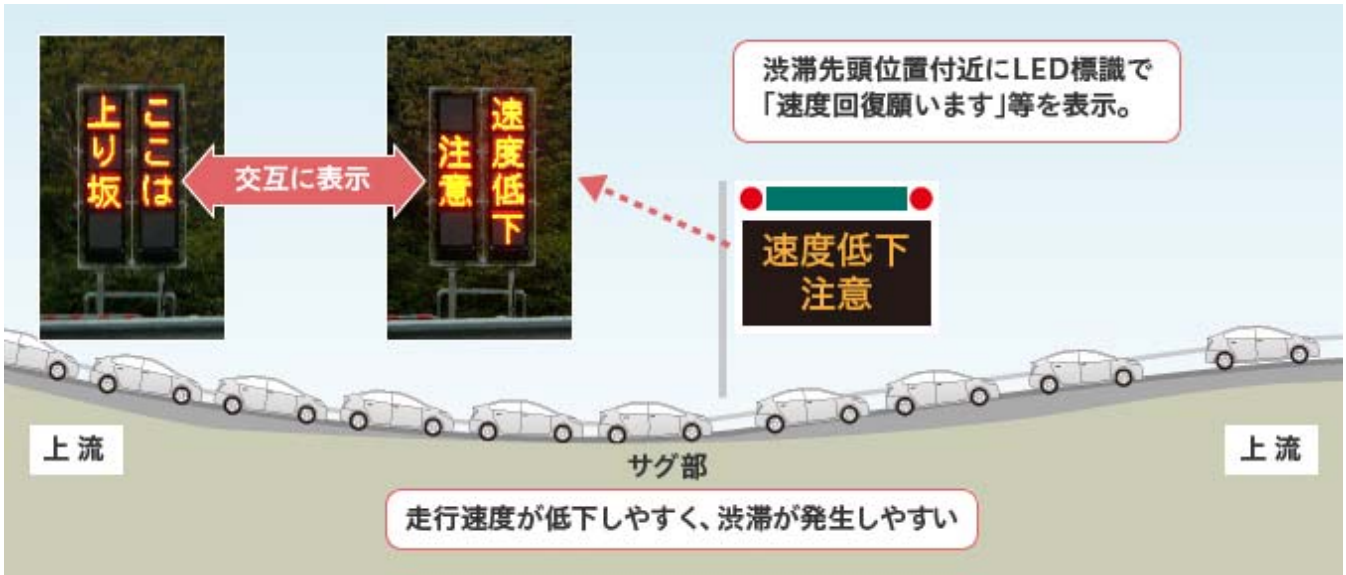 ここは
上り坂
交互に表示
速度低下
注意
渋滞先頭位置付近にLED標識で
「速度回復願います」等を表示。
速度低下
注意
上流
サグ部
上流
走行速度が低下しやすく、渋滞が発生しやすい